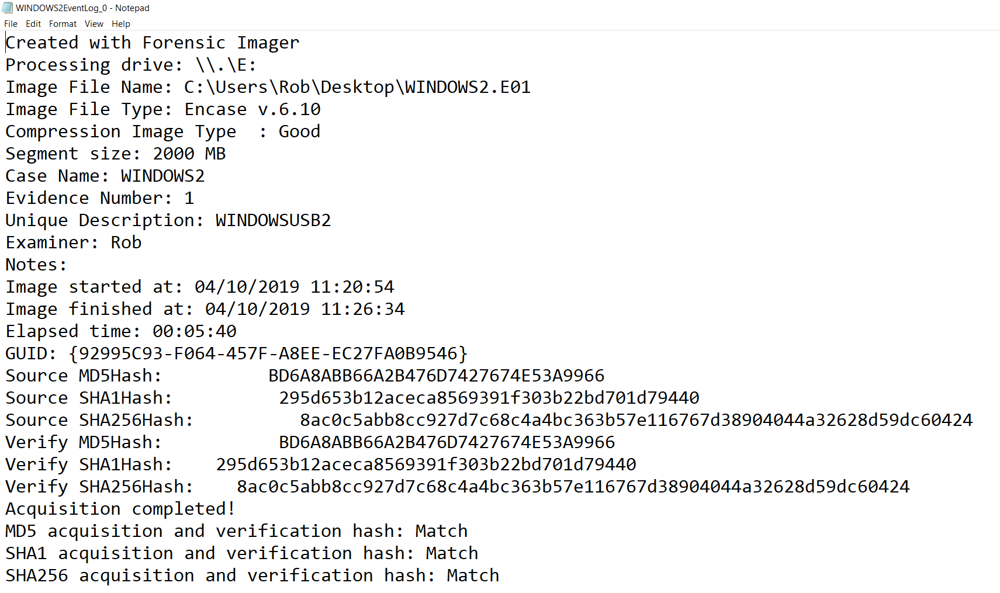 WINDOWS2EventLog_0 - Notepad
File Edit Format View Help
Created with Forensic Imager
Processing drive: \\.\E:
Image File Name: C:\Users\Rob\Desktop\WINDOWS2.E01
Image File Type: Encase v.6.10
Compression Image Type  : Good
Segment size: 2000 MB
Case Name: WINDOWS2
Evidence Number: 1
Unique Description: WINDOWSUSB2
Examiner: Rob
Notes:
Image started at: 04/10/2019 11:20:54
Image finished at: 04/10/2019 11:26:34
Elapsed time: 00:05:40
GUID: {92995C93-F064-457F-A8EE-EC27FA0B9546}
Source MD5Hash:          BD6A8ABB66A2B476D7427674E53A9966
Source SHA1Hash:          295d653b12aceca8569391f303b22bd701d79440
Source SHA256Hash:          8ac0c5abb8cc927d7c68c4a4bc363b57e116767d38904044a32628d59dc60424
Verify MD5Hash:           BD6A8ABB66A2B476D7427674E53A9966
Verify SHA1Hash:    295d653b12aceca8569391f303b22bd701d79440
Verify SHA256Hash:    8ac0c5abb8cc927d7c68c4a4bc363b57e116767d38904044a32628d59dc60424
Acquisition completed!
MD5 acquisition and verification hash: Match
SHA1 acquisition and verification hash: Match
SHA256 acquisition and verification hash: Match